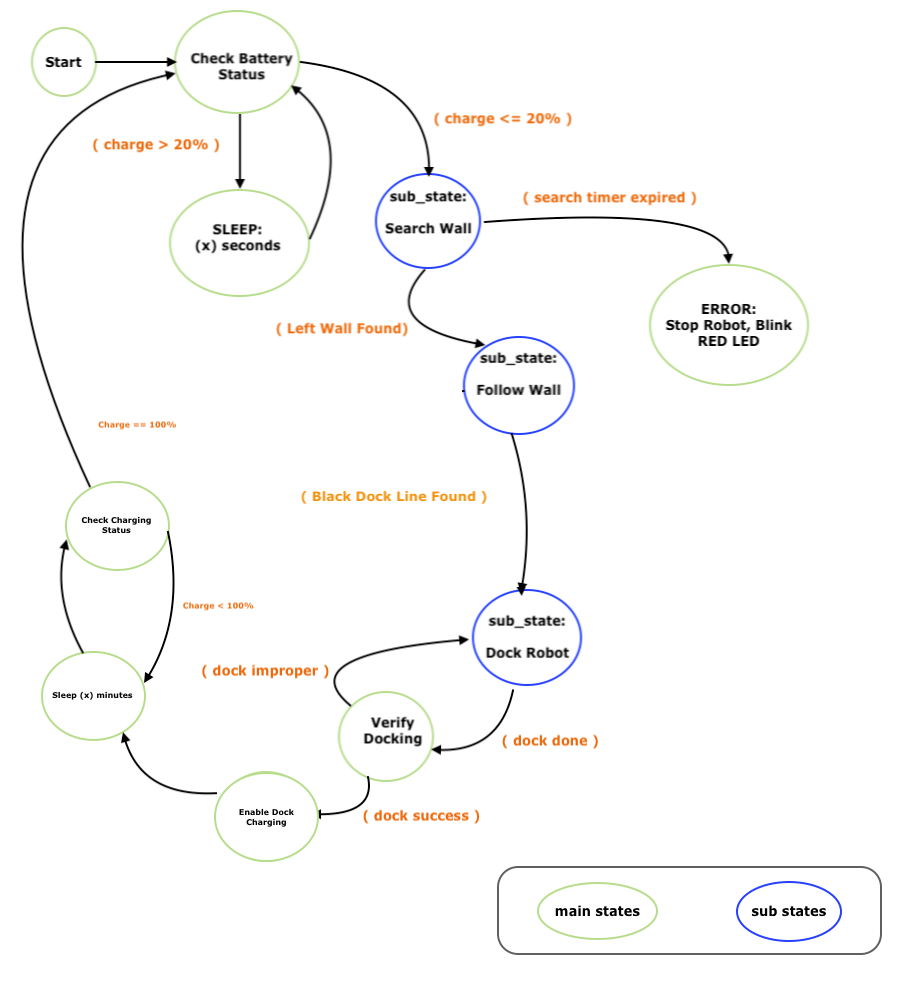 Start
Check Battery
Status
( charge > 20% )
( charge <= 20% )
sub_state:
Search Wall
( search timer expired )
SLEEP:
(x) seconds
ERROR:
Stop Robot, Blink
RED LED
( Left Wall Found)
sub_state:
Follow Wall
Charge == 100%
( Black Dock Line Found )
Check Charging
Status
Charge < 100%
sub_state:
Dock Robot
( dock improper )
Sleep (x) minutes
Verify
Docking
( dock done )
Enable Dock
Charging
( dock success )
main states
sub states